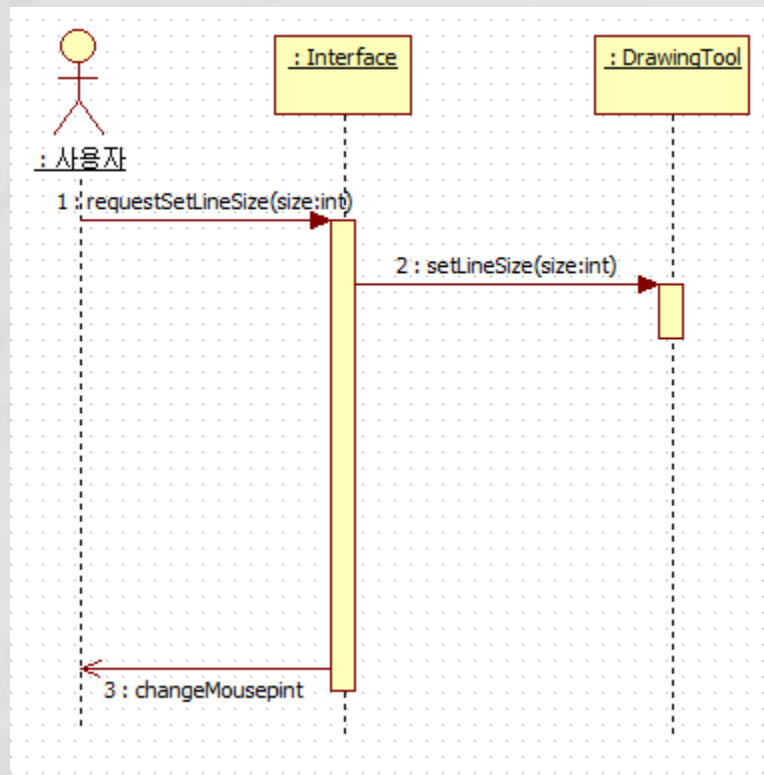 : Interface
: DrawingTool
: 사용자
1 : requestSetLineSize(size:int)
2 : setLineSize(size:int)
3 : changeMousepint